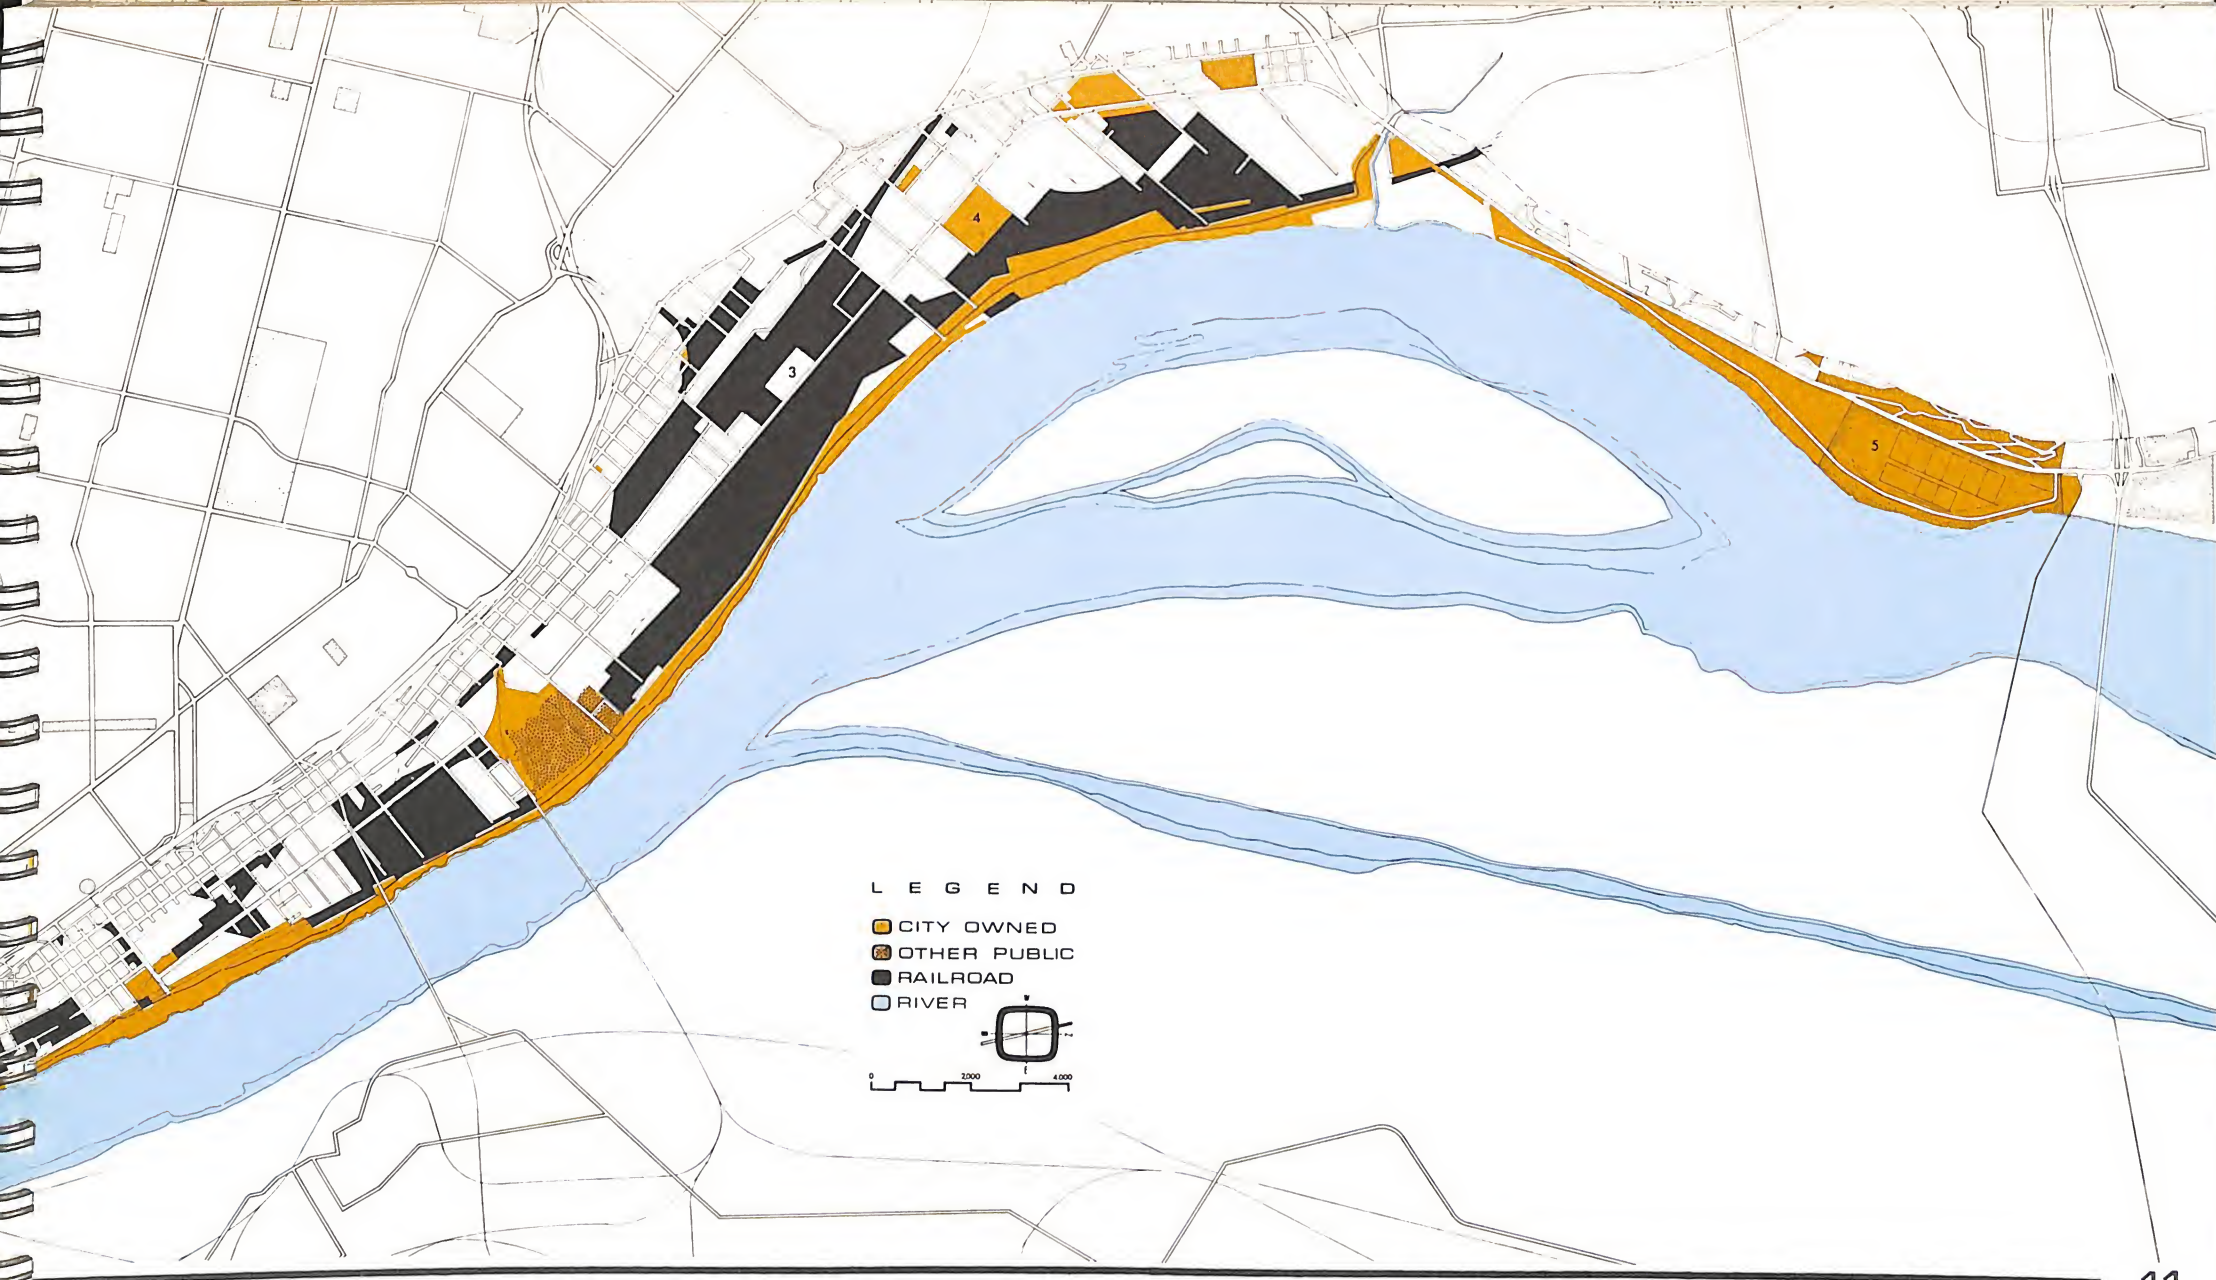 4
3
5
L E G E N D
CITY OWNED
OTHER PUBLIC
RAILROAD
RIVER
W
E
0 2,000 4,000